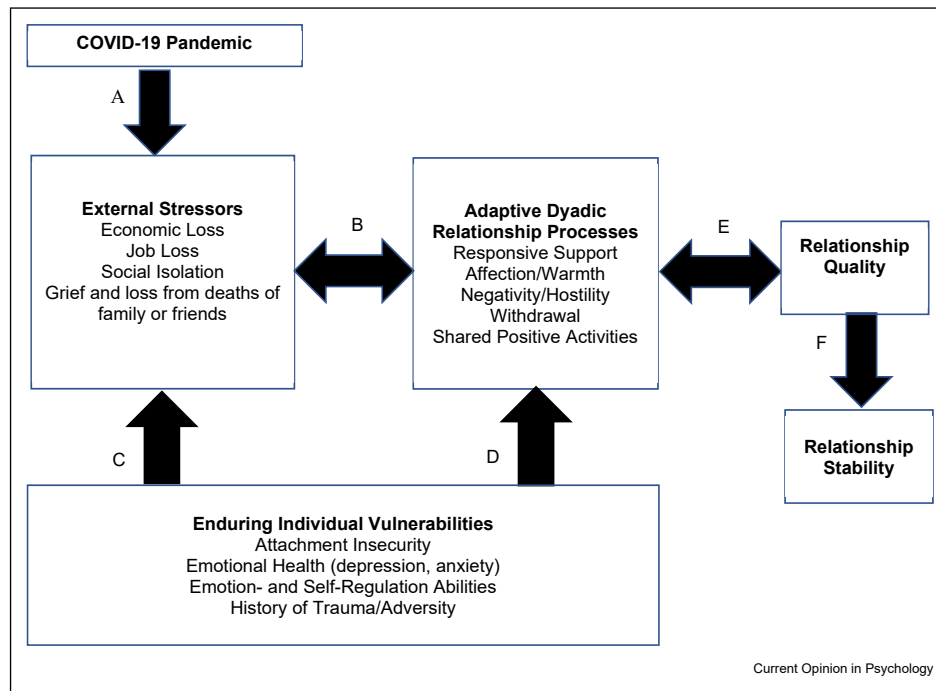 COVID-19 Pandemic
A
External Stressors
Economic Loss
Job Loss
Social Isolation
Grief and loss from deaths of
family or friends
B
Adaptive Dyadic
Relationship Processes
Responsive Support
Affection/Warmth
Negativity/Hostility
Withdrawal
Shared Positive Activities
E
Relationship
Quality
F
Relationship
Stability
C
D
Enduring Individual Vulnerabilities
Attachment Insecurity
Emotional Health (depression, anxiety)
Emotion- and Self-Regulation Abilities
History of Trauma/Adversity
Current Opinion in Psychology